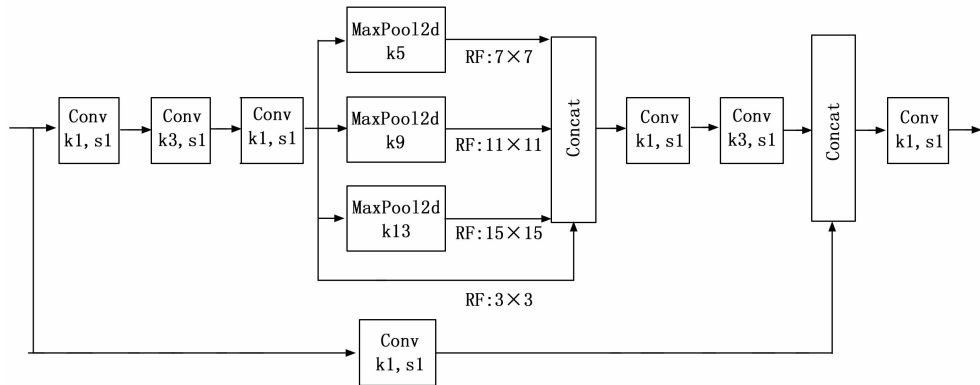 MaxPool2d
k5
RF:7×7
Conv
k1,s1
Conv
k3,s1
Conv
k1,s1
MaxPool2d
k9
RF:11×11
Concat
Conv
k1,s1
Conv
k3,s1
Concat
Conv
k1,s1
MaxPool2d
k13
RF:15×15
RF:3×3
Conv
k1,s1